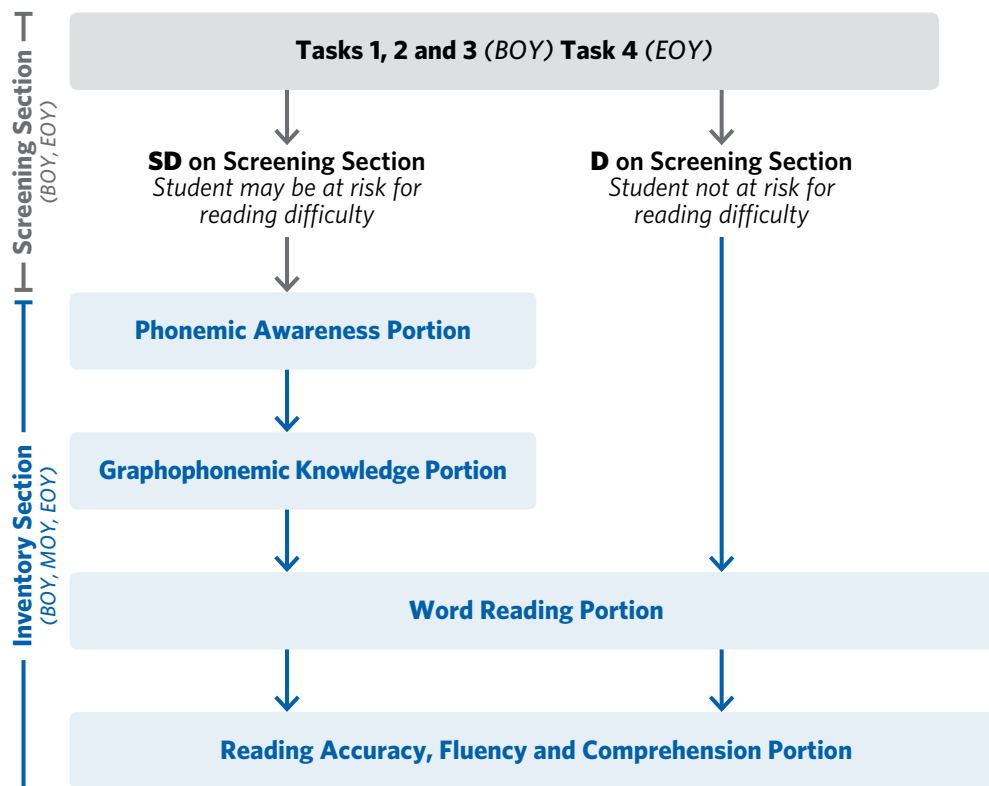 Screening Section
(BOY, EOY)
Tasks 1, 2 and 3 (BOY) Task 4 (EOY)
SD on Screening Section
Student may be at risk for
reading difficulty
D on Screening Section
Student not at risk for
reading difficulty
Inventory Section
(BOY, MOY, EOY)
Phonemic Awareness Portion
Graphophonemic Knowledge Portion
Word Reading Portion
Reading Accuracy, Fluency and Comprehension Portion